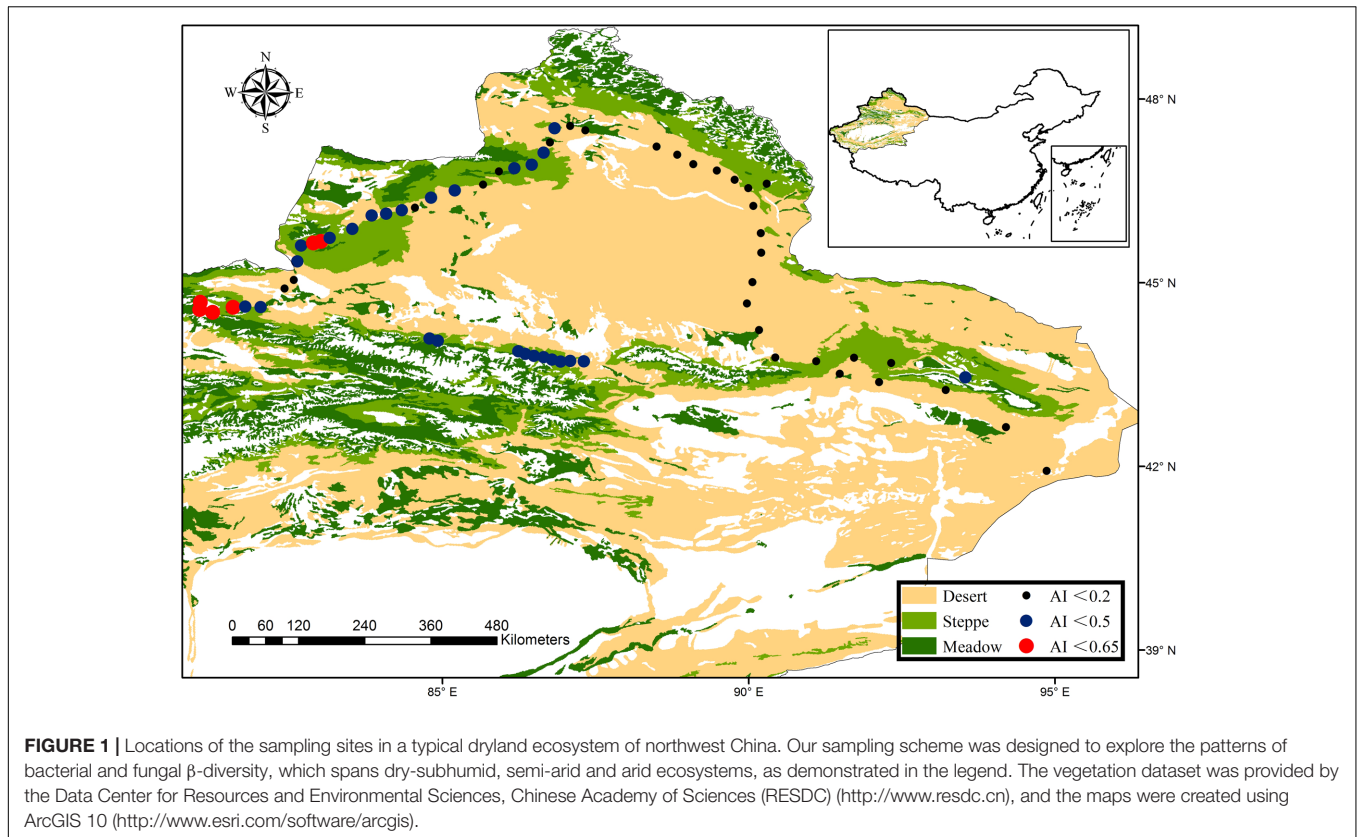 N
W E
S
48° N
45° N
42° N
39° N
0 60 120 240 360 480
Kilometers
Desert AI <0.2
Steppe AI <0.5
Meadow AI <0.65
85° E 90° E 95° E
FIGURE 1 | Locations of the sampling sites in a typical dryland ecosystem of northwest China. Our sampling scheme was designed to explore the patterns of
bacterial and fungal β-diversity, which spans dry-subhumid, semi-arid and arid ecosystems, as demonstrated in the legend. The vegetation dataset was provided by
the Data Center for Resources and Environmental Sciences, Chinese Academy of Sciences (RESDC) (http://www.resdc.cn), and the maps were created using
ArcGIS 10 (http://www.esri.com/software/arcgis).